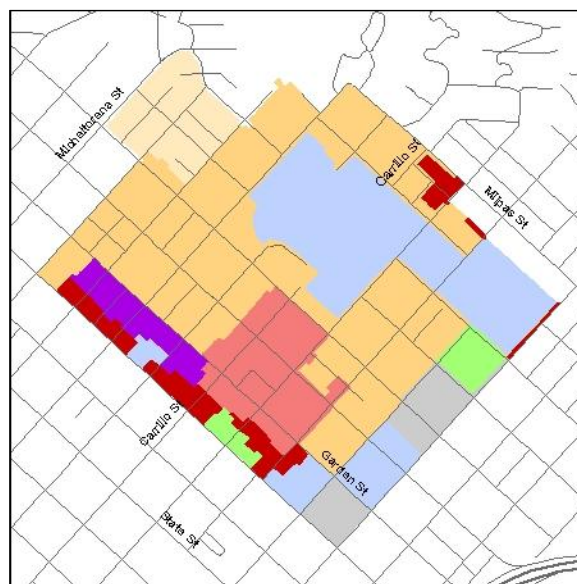 Micheltorena St
Carrillo St
Milpas St
Carrillo St
Garden St
State St